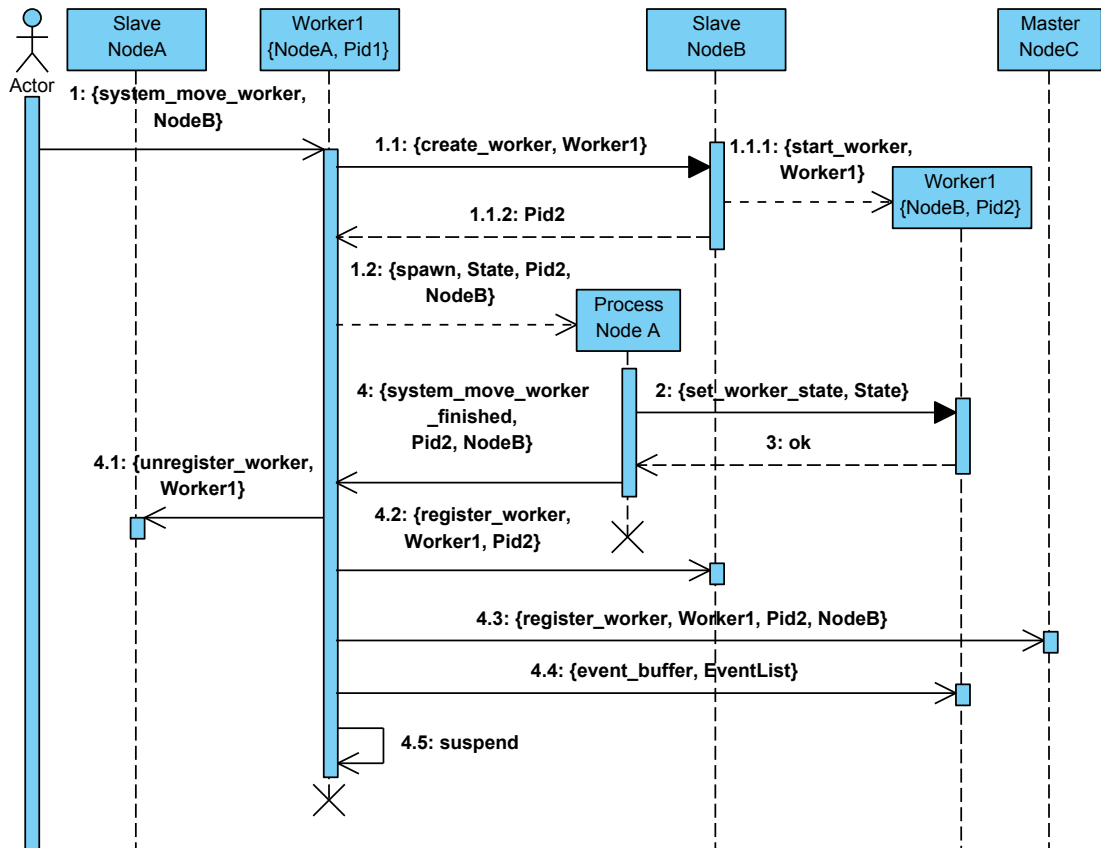 Slave
NodeA
Worker1
{NodeA, Pid1}
Slave
NodeB
Master
NodeC
Actor
1: {system_move_worker,
NodeB}
1.1: {create_worker, Worker1}
1.1.1: {start_worker,
Worker1}
Worker1
{NodeB, Pid2}
1.1.2: Pid2
1.2: {spawn, State, Pid2,
NodeB}
Process
Node A
4: {system_move_worker
_finished,
Pid2, NodeB}
2: {set_worker_state, State}
3: ok
4.1: {unregister_worker,
Worker1}
4.2: {register_worker,
Worker1, Pid2}
4.3: {register_worker, Worker1, Pid2, NodeB}
4.4: {event_buffer, EventList}
4.5: suspend